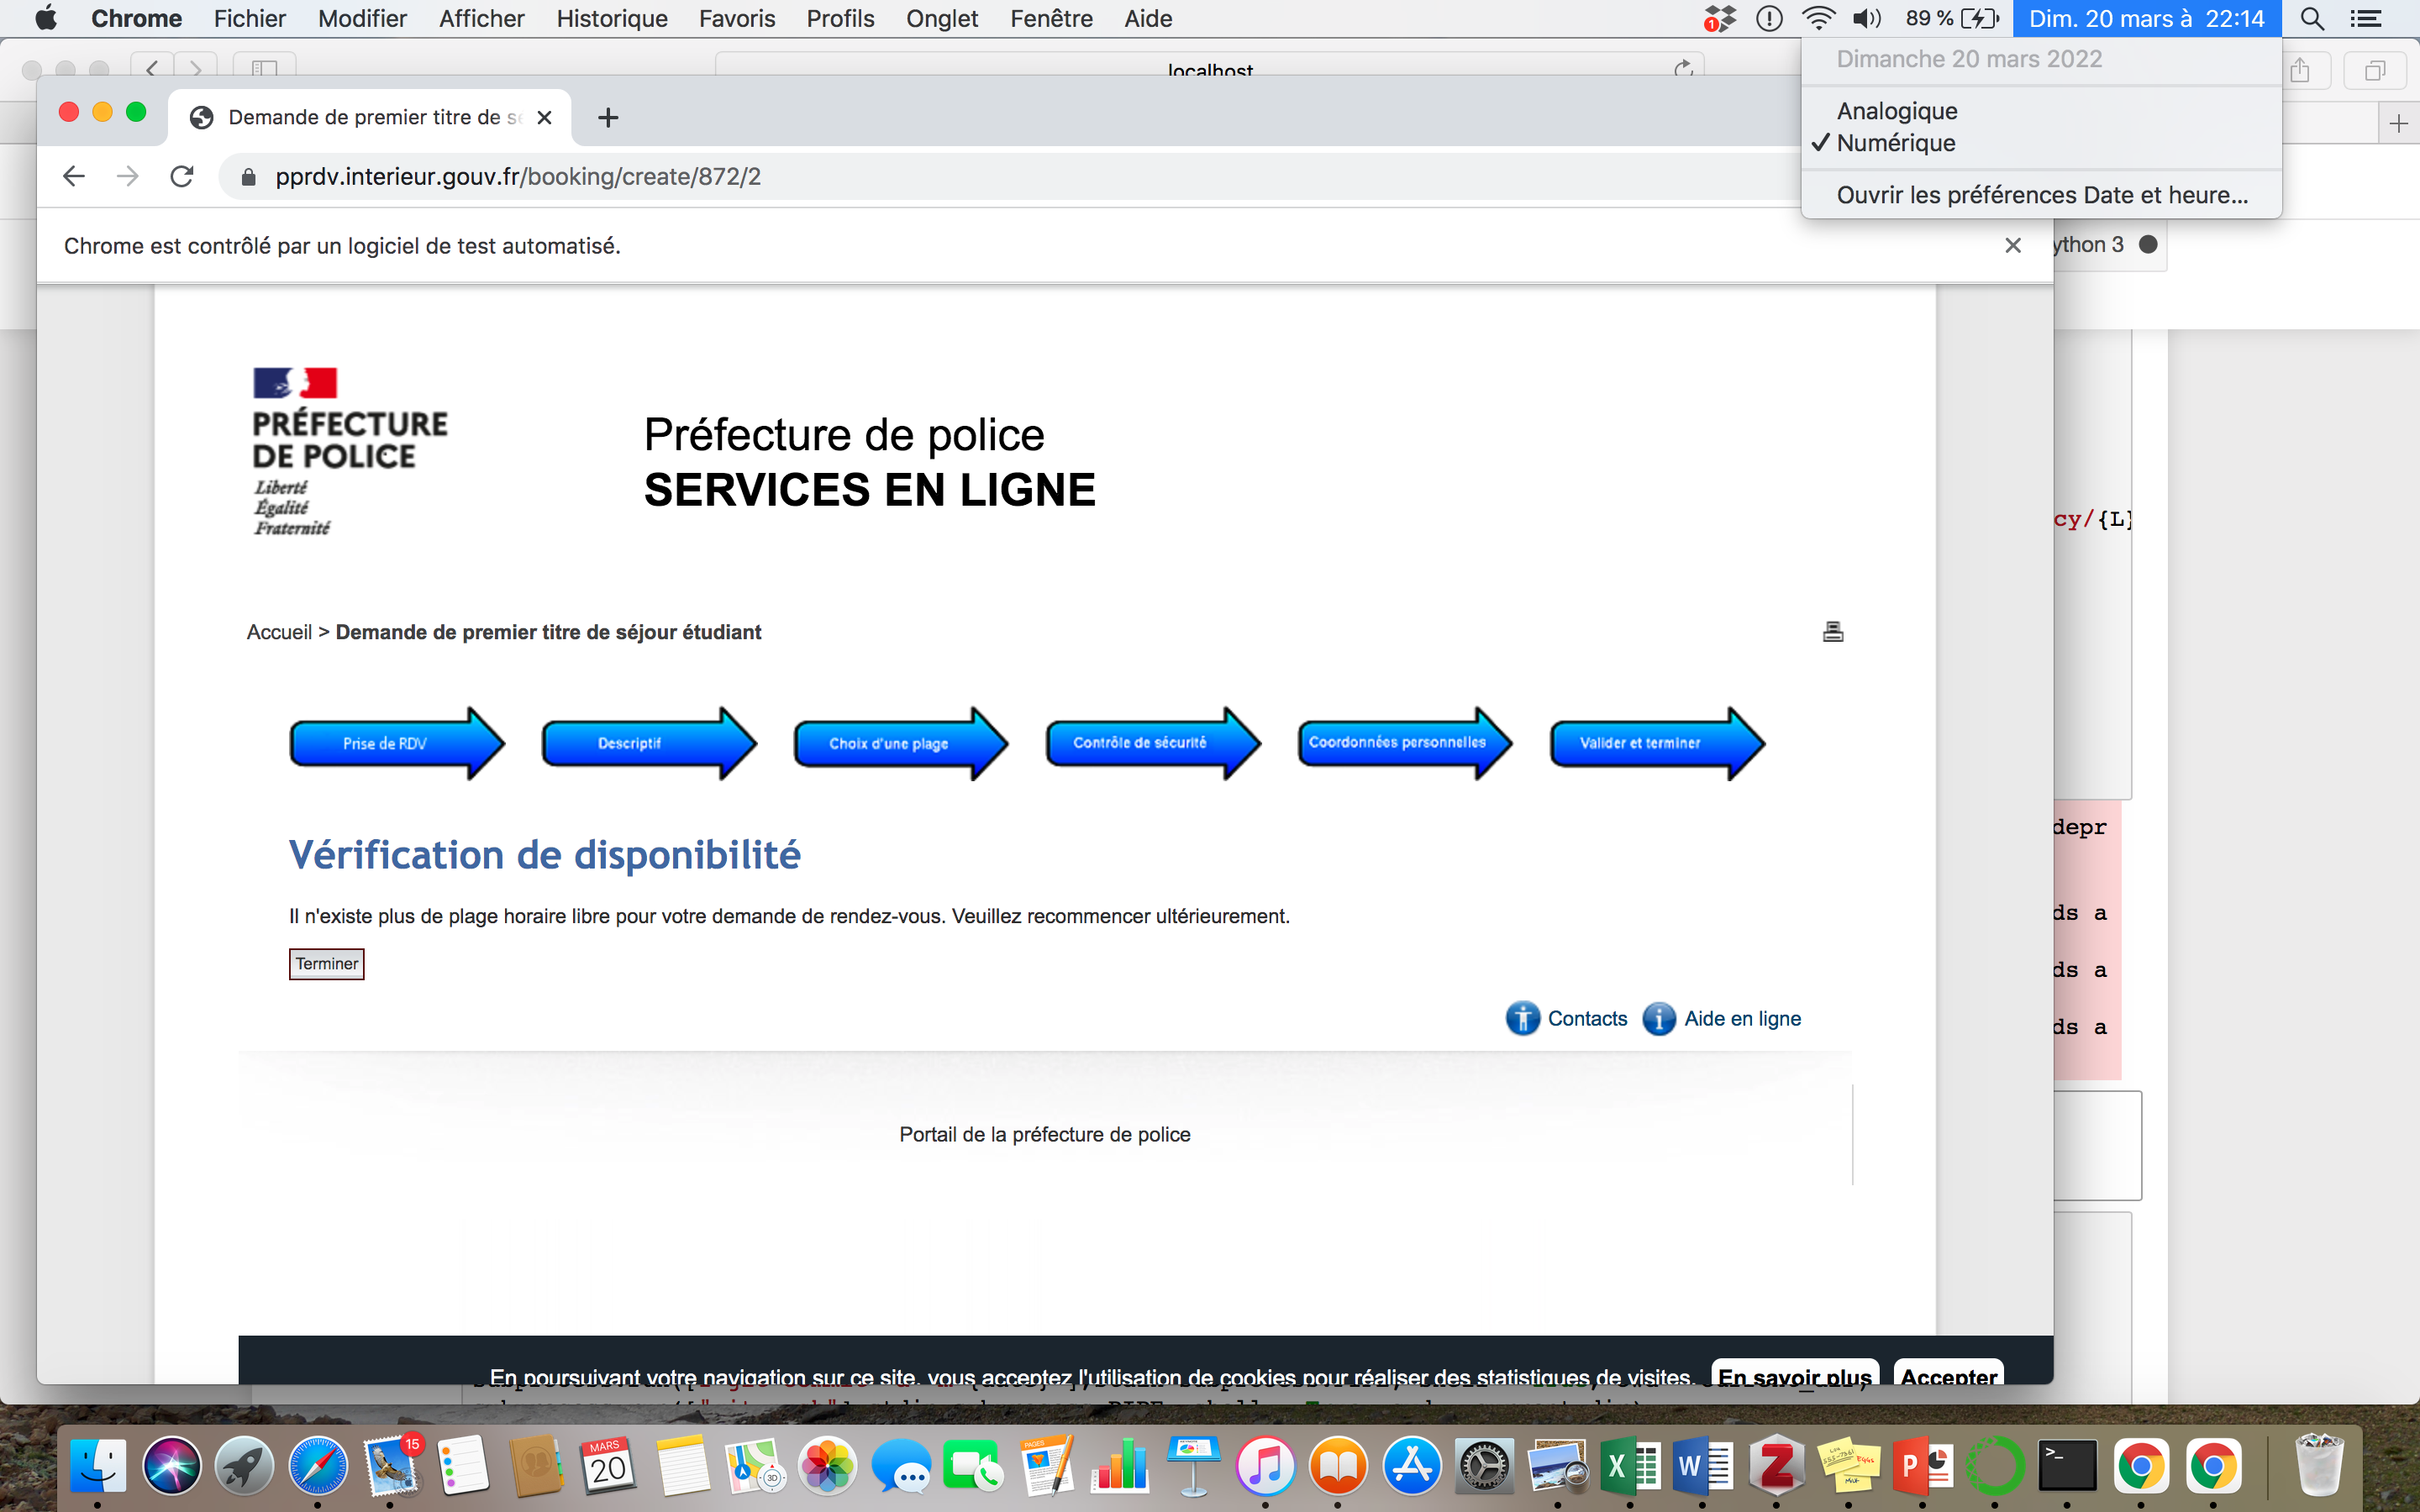 Chrome Fichier Modifier Afficher Historique Favoris Profils Onglet Fenêtre Aide 1 89 % Dim. 20 mars à 22:14
localhost
Dimanche 20 mars 2022
Analogique
✓ Numérique
Ouvrir les préférences Date et heure...
Demande de premier titre de
pprdv.interieur.gouv.fr/booking/create/872/2
Chrome est contrôlé par un logiciel de test automatisé.
ython 3
PRÉFECTURE
DE POLICE
Liberté
Égalité
Fraternité
Préfecture de police
SERVICES EN LIGNE
cy/{L}
Accueil > Demande de premier titre de séjour étudiant
Prise de RDV
Descriptif
Choix d'une plage
Contrôle de sécurité
Coordonnées personnelles
Valider et terminer
depr
Vérification de disponibilité
Il n'existe plus de plage horaire libre pour votre demande de rendez-vous. Veuillez recommencer ultérieurement.
ds a
Terminer
ds a
Contacts Aide en ligne
ds a
Portail de la préfecture de police
En poursuivant votre navigation sur ce site, vous acceptez l'utilisation de cookies pour réaliser des statistiques de visites. En savoir plus Accepter
15
MARS
20
3D
PAGES
X
W
Z
P
>_